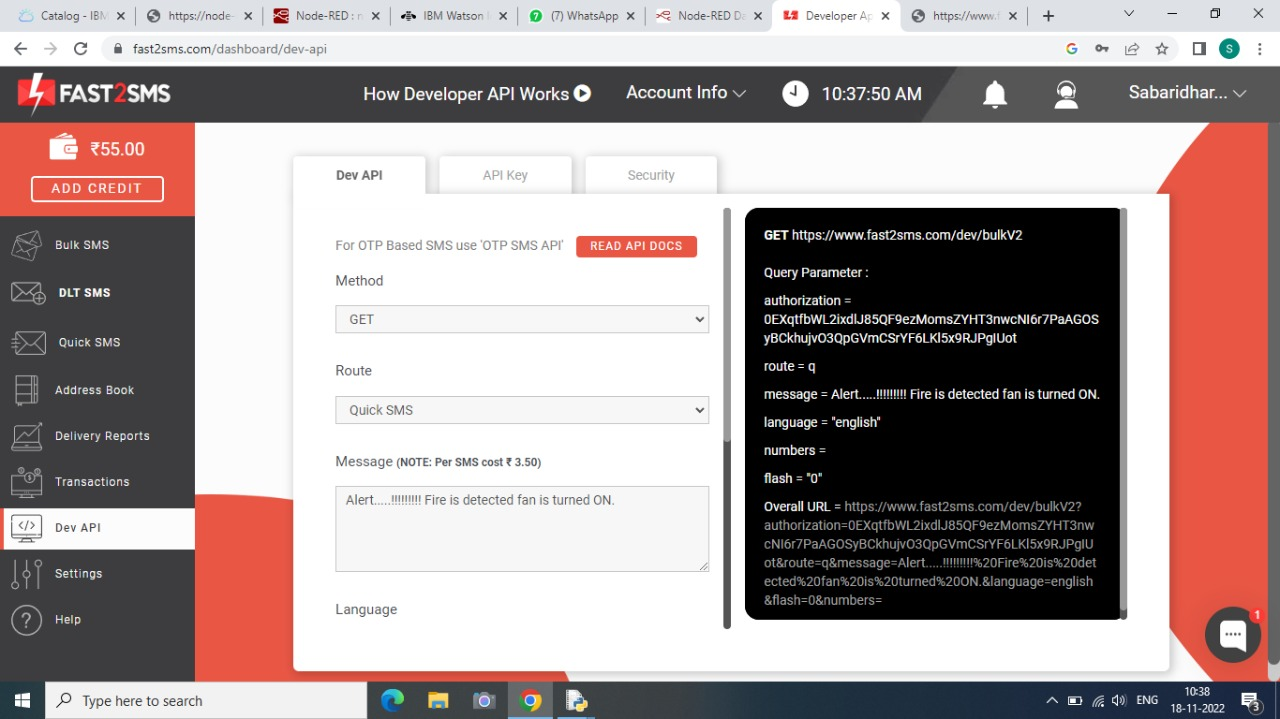 Catalog - IBM
https://node-
Node-RED : n
IBM Watson
(7) WhatsApp
Node-RED Da
Developer Ap
https://www.f
fast2sms.com/dashboard/dev-api
S
FAST2SMS
How Developer API Works
Account Info
10:37:50 AM
Sabaridhar...
₹55.00
ADD CREDIT
Bulk SMS
DLT SMS
Quick SMS
Address Book
Delivery Reports
Transactions
Dev API
Settings
Help
Dev API
API Key
Security
For OTP Based SMS use 'OTP SMS API'
READ API DOCS
Method
GET
Route
Quick SMS
Message (NOTE: Per SMS cost ₹ 3.50)
Alert.....!!!!!!!!! Fire is detected fan is turned ON.
Language
GET https://www.fast2sms.com/dev/bulkV2
Query Parameter :
authorization =
0EXqtfbWL2ixdlJ85QF9ezMomsZYHT3nwcNI6r7PaAGOS
yBCkhujvO3QpGVmCSrYF6LKl5x9RJPgIUot
route = q
message = Alert.....!!!!!!!!! Fire is detected fan is turned ON.
language = "english"
numbers =
flash = "0"
Overall URL = https://www.fast2sms.com/dev/bulkV2?
authorization=0EXqtfbWL2ixdlJ85QF9ezMomsZYHT3nw
cNI6r7PaAGOSyBCkhujvO3QpGVmCSrYF6LKl5x9RJPgIU
ot&route=q&message=Alert.....!!!!!!!!!%20Fire%20is%20det
ected%20fan%20is%20turned%20ON.&language=english
&flash=0&numbers=
1
Type here to search
ENG
10:38
18-11-2022
3